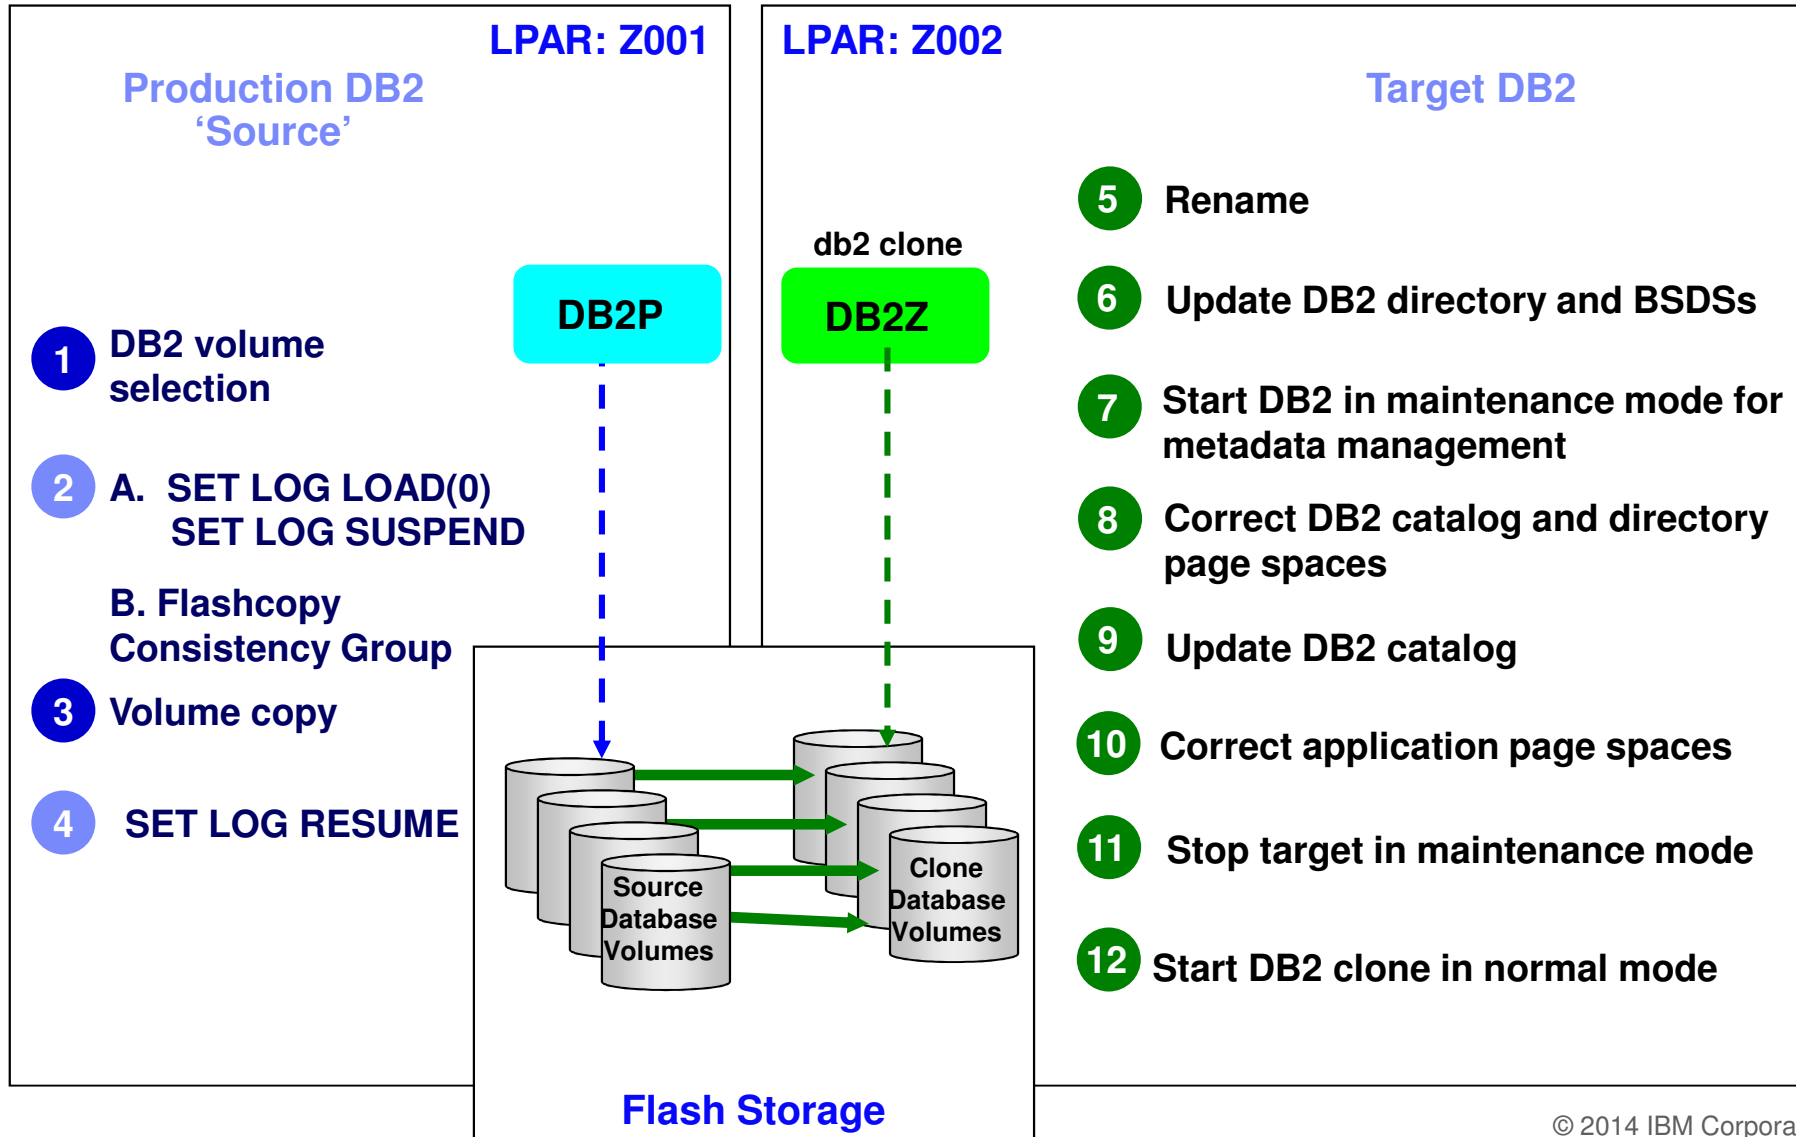 LPAR: Z001
Production DB2
‘Source’
DB2P
1 DB2 volume
selection
2 A. SET LOG LOAD(0)
SET LOG SUSPEND
B. Flashcopy
Consistency Group
3 Volume copy
4 SET LOG RESUME
LPAR: Z002
Target DB2
db2 clone
DB2Z
5 Rename
6 Update DB2 directory and BSDSs
7 Start DB2 in maintenance mode for
metadata management
8 Correct DB2 catalog and directory
page spaces
9 Update DB2 catalog
10 Correct application page spaces
11 Stop target in maintenance mode
12 Start DB2 clone in normal mode
Source
Database
Volumes
Clone
Database
Volumes
Flash Storage
© 2014 IBM Corpora